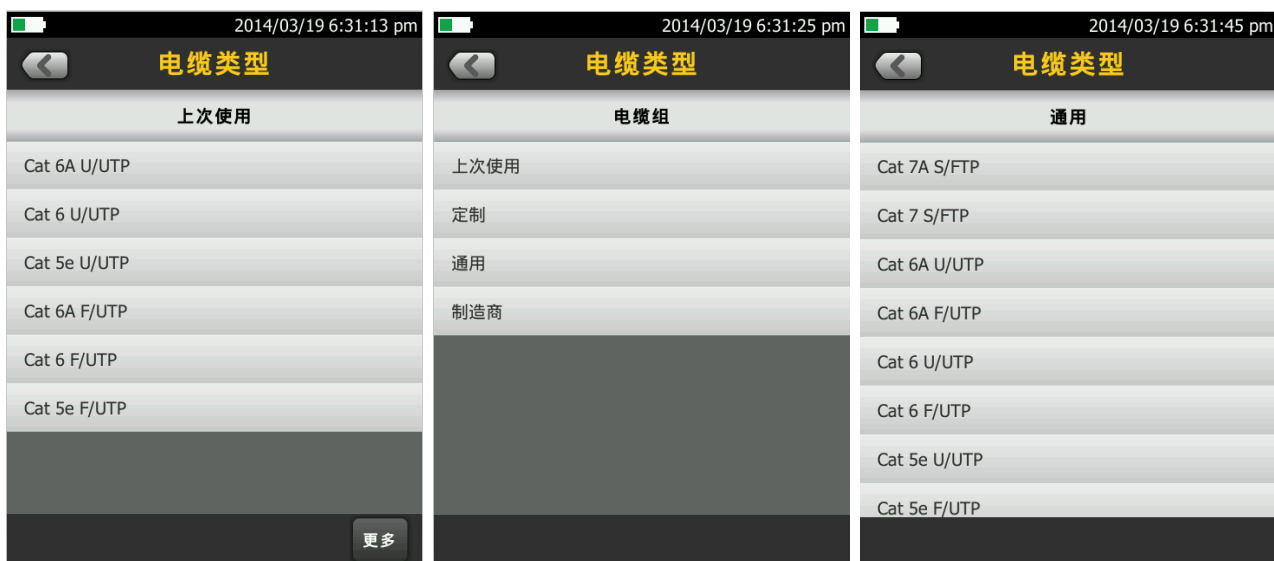 2014/03/19 6:31:13 pm
电缆类型
上次使用
Cat 6A U/UTP
Cat 6 U/UTP
Cat 5e U/UTP
Cat 6A F/UTP
Cat 6 F/UTP
Cat 5e F/UTP
更多
2014/03/19 6:31:25 pm
电缆类型
电缆组
上次使用
定制
通用
制造商
2014/03/19 6:31:45 pm
电缆类型
通用
Cat 7A S/FTP
Cat 7 S/FTP
Cat 6A U/UTP
Cat 6A F/UTP
Cat 6 U/UTP
Cat 6 F/UTP
Cat 5e U/UTP
Cat 5e F/UTP